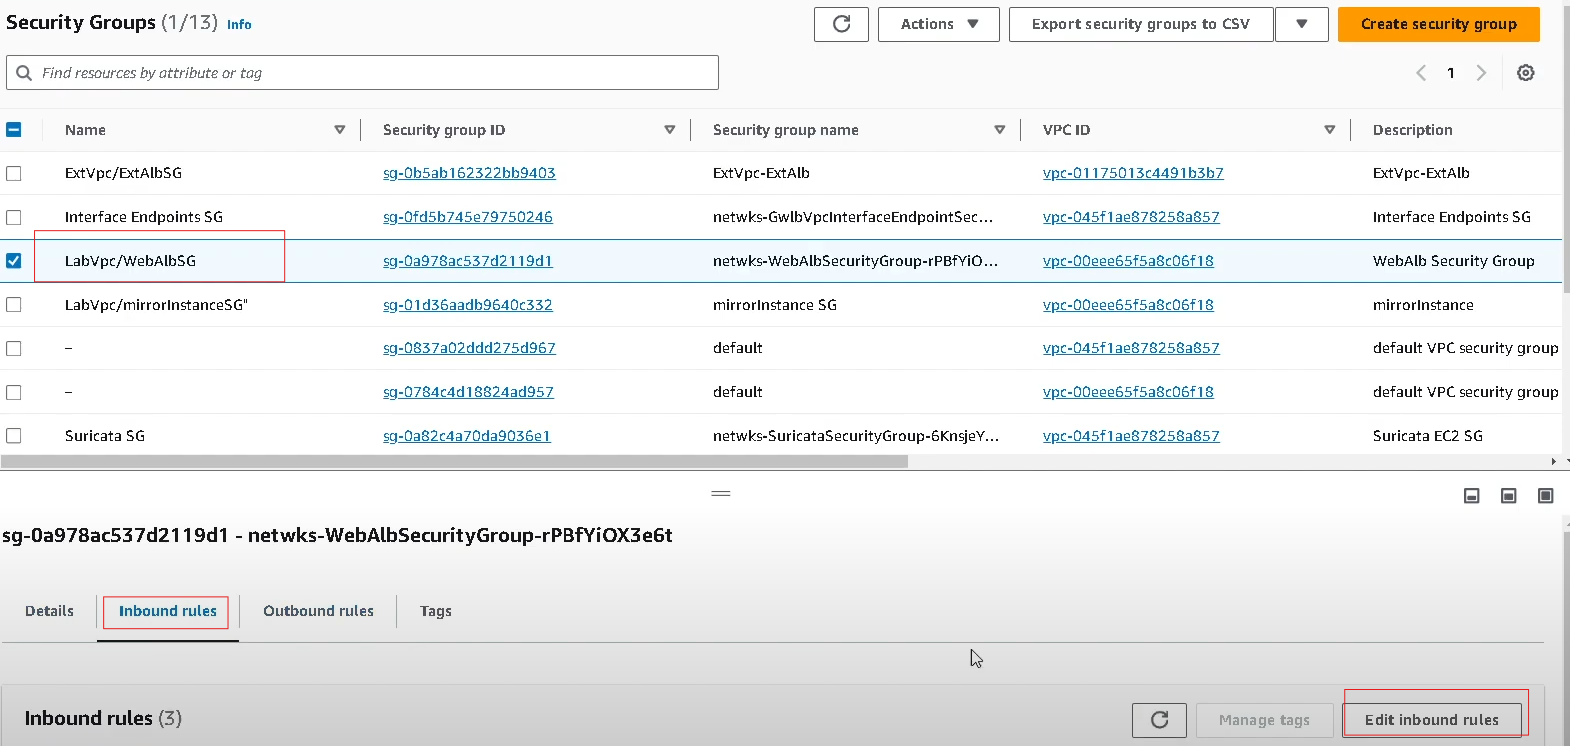 Security Groups (1/13) Info
Actions
Export security groups to CSV
Create security group
Find resources by attribute or tag
1
Name Security group ID Security group name VPC ID Description
ExtVpc/ExtAlbSG sg-0b5ab162322bb9403 ExtVpc-ExtAlb vpc-01175013c4491b3b7 ExtVpc-ExtAlb
Interface Endpoints SG sg-0fd5b745e79750246 netwks-GwlbVpcInterfaceEndpointSec... vpc-045f1ae878258a857 Interface Endpoints SG
LabVpc/WebAlbSG sg-0a978ac537d2119d1 netwks-WebAlbSecurityGroup-rPBfYiO... vpc-00eee65f5a8c06f18 WebAlb Security Group
LabVpc/mirrorInstanceSG" sg-01d36aadb9640c332 mirrorInstance SG vpc-00eee65f5a8c06f18 mirrorInstance
– sg-0837a02ddd275d967 default vpc-045f1ae878258a857 default VPC security group
– sg-0784c4d18824ad957 default vpc-00eee65f5a8c06f18 default VPC security group
Suricata SG sg-0a82c4a70da9036e1 netwks-SuricataSecurityGroup-6KnsjeY... vpc-045f1ae878258a857 Suricata EC2 SG
sg-0a978ac537d2119d1 - netwks-WebAlbSecurityGroup-rPBfYiOX3e6t
Details Inbound rules Outbound rules Tags
Inbound rules (3)
Manage tags
Edit inbound rules